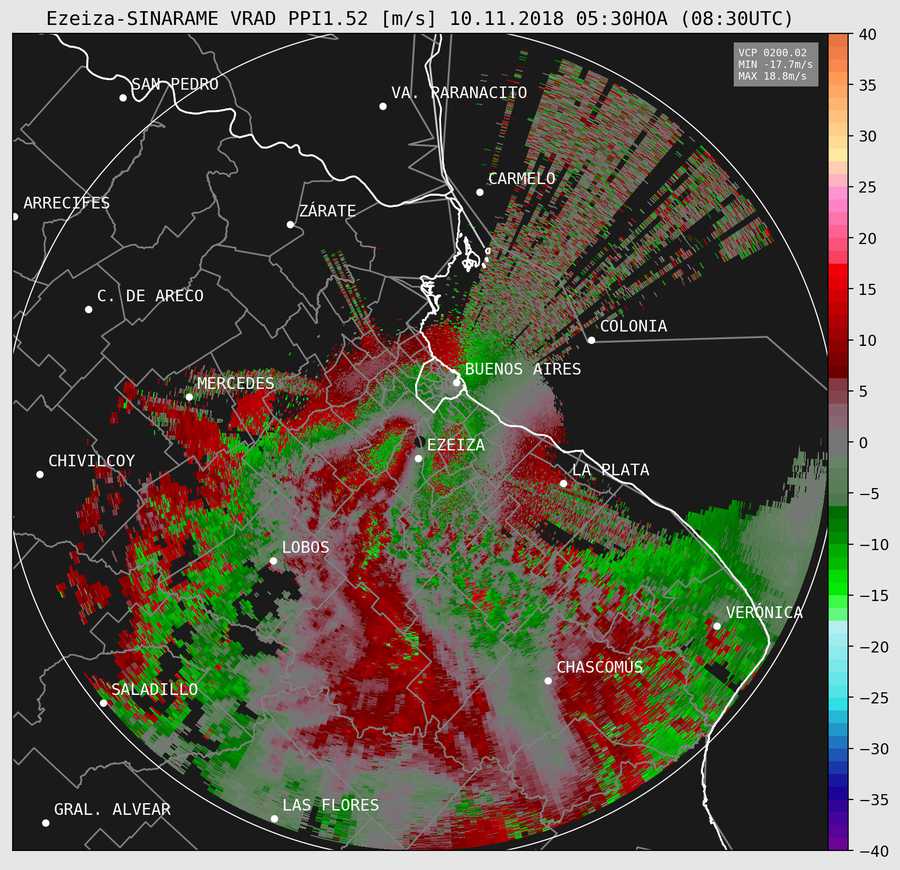 Ezeiza-SINARAME VRAD PPI1.52 [m/s] 10.11.2018 05:30HOA (08:30UTC)
VCP 0200.02
MIN -17.7m/s
MAX 18.8m/s
SAN PEDRO
VA. PARANACITO
CARMELO
ARRECIFES
ZÁRATE
C. DE ARECO
COLONIA
BUENOS AIRES
MERCEDES
EZEIZA
CHIVILCOY
LA PLATA
LOBOS
VERÓNICA
CHASCOMÚS
SALADILLO
LAS FLORES
GRAL. ALVEAR
40
35
30
25
20
15
10
5
0
−5
−10
−15
−20
−25
−30
−35
−40